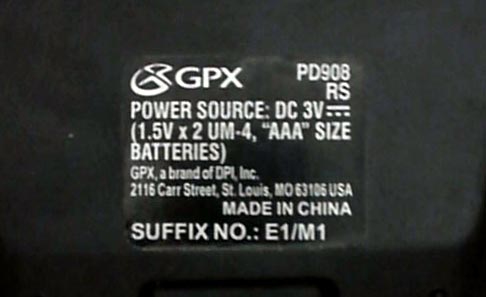 GPX PD908
RS
POWER SOURCE: DC 3V⎓
(1.5V x 2 UM-4, "AAA" SIZE
BATTERIES)
GPX, a brand of DPI, Inc.
2116 Carr Street, St. Louis, MO 63106 USA
MADE IN CHINA
SUFFIX NO.: E1/M1